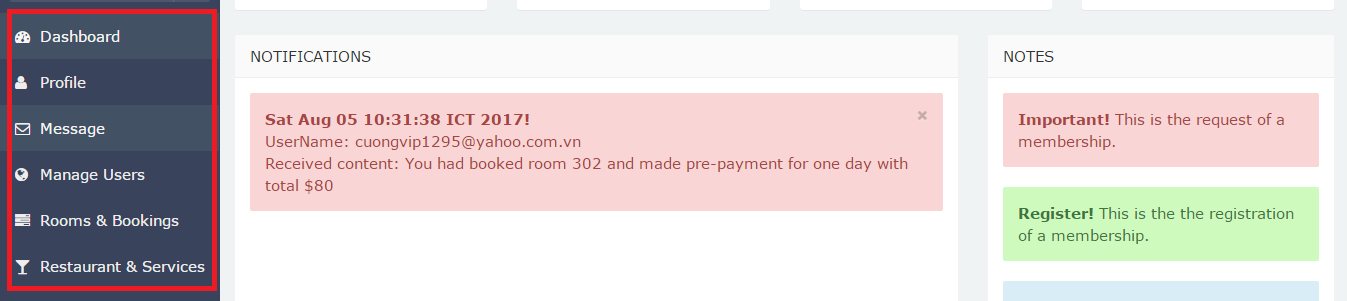 Dashboard
Profile
Message
Manage Users
Rooms & Bookings
Restaurant & Services
NOTIFICATIONS
Sat Aug 05 10:31:38 ICT 2017!
×
UserName: cuongvip1295@yahoo.com.vn
Received content: You had booked room 302 and made pre-payment for one day with
total $80
NOTES
Important! This is the request of a
membership.
Register! This is the the registration
of a membership.